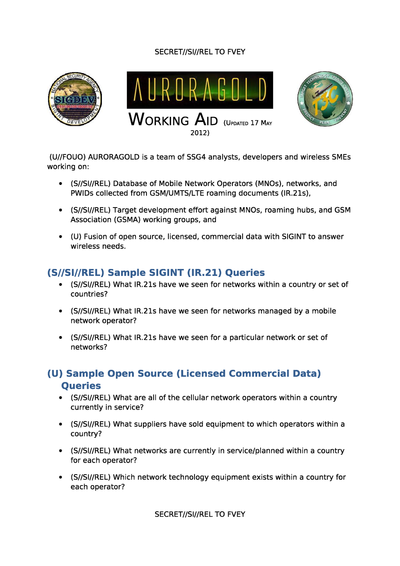 SECRET//SI//REL TO FVEY
SIGDEV
AURORAGOLD
T3C
WORKING AID (UPDATED 17 MAY
2012)
(U//FOUO) AURORAGOLD is a team of SSG4 analysts, developers and wireless SMEs
working on:
• (S//SI//REL) Database of Mobile Network Operators (MNOs), networks, and
PWIDs collected from GSM/UMTS/LTE roaming documents (IR.21s),
• (S//SI//REL) Target development effort against MNOs, roaming hubs, and GSM
Association (GSMA) working groups, and
• (U) Fusion of open source, licensed, commercial data with SIGINT to answer
wireless needs.
(S//SI//REL) Sample SIGINT (IR.21) Queries
• (S//SI//REL) What IR.21s have we seen for networks within a country or set of
countries?
• (S//SI//REL) What IR.21s have we seen for networks managed by a mobile
network operator?
• (S//SI//REL) What IR.21s have we seen for a particular network or set of
networks?
(U) Sample Open Source (Licensed Commercial Data)
Queries
• (S//SI//REL) What are all of the cellular network operators within a country
currently in service?
• (S//SI//REL) What suppliers have sold equipment to which operators within a
country?
• (S//SI//REL) What networks are currently in service/planned within a country
for each operator?
• (S//SI//REL) Which network technology equipment exists within a country for
each operator?
SECRET//SI//REL TO FVEY